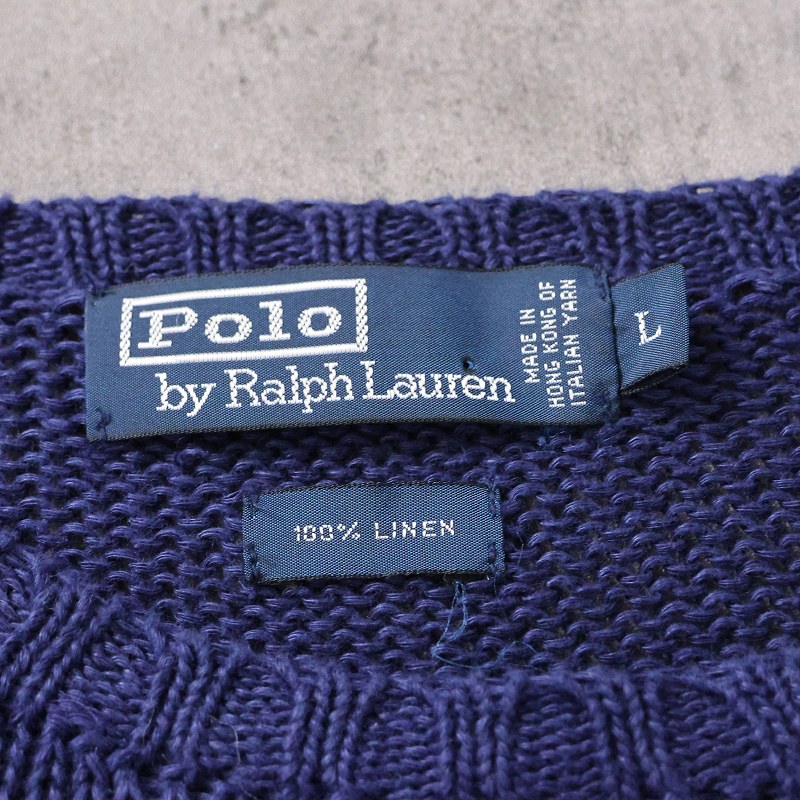 Polo
by Ralph Lauren
MADE IN
HONG KONG OF
ITALIAN YARN
L
100% LINEN